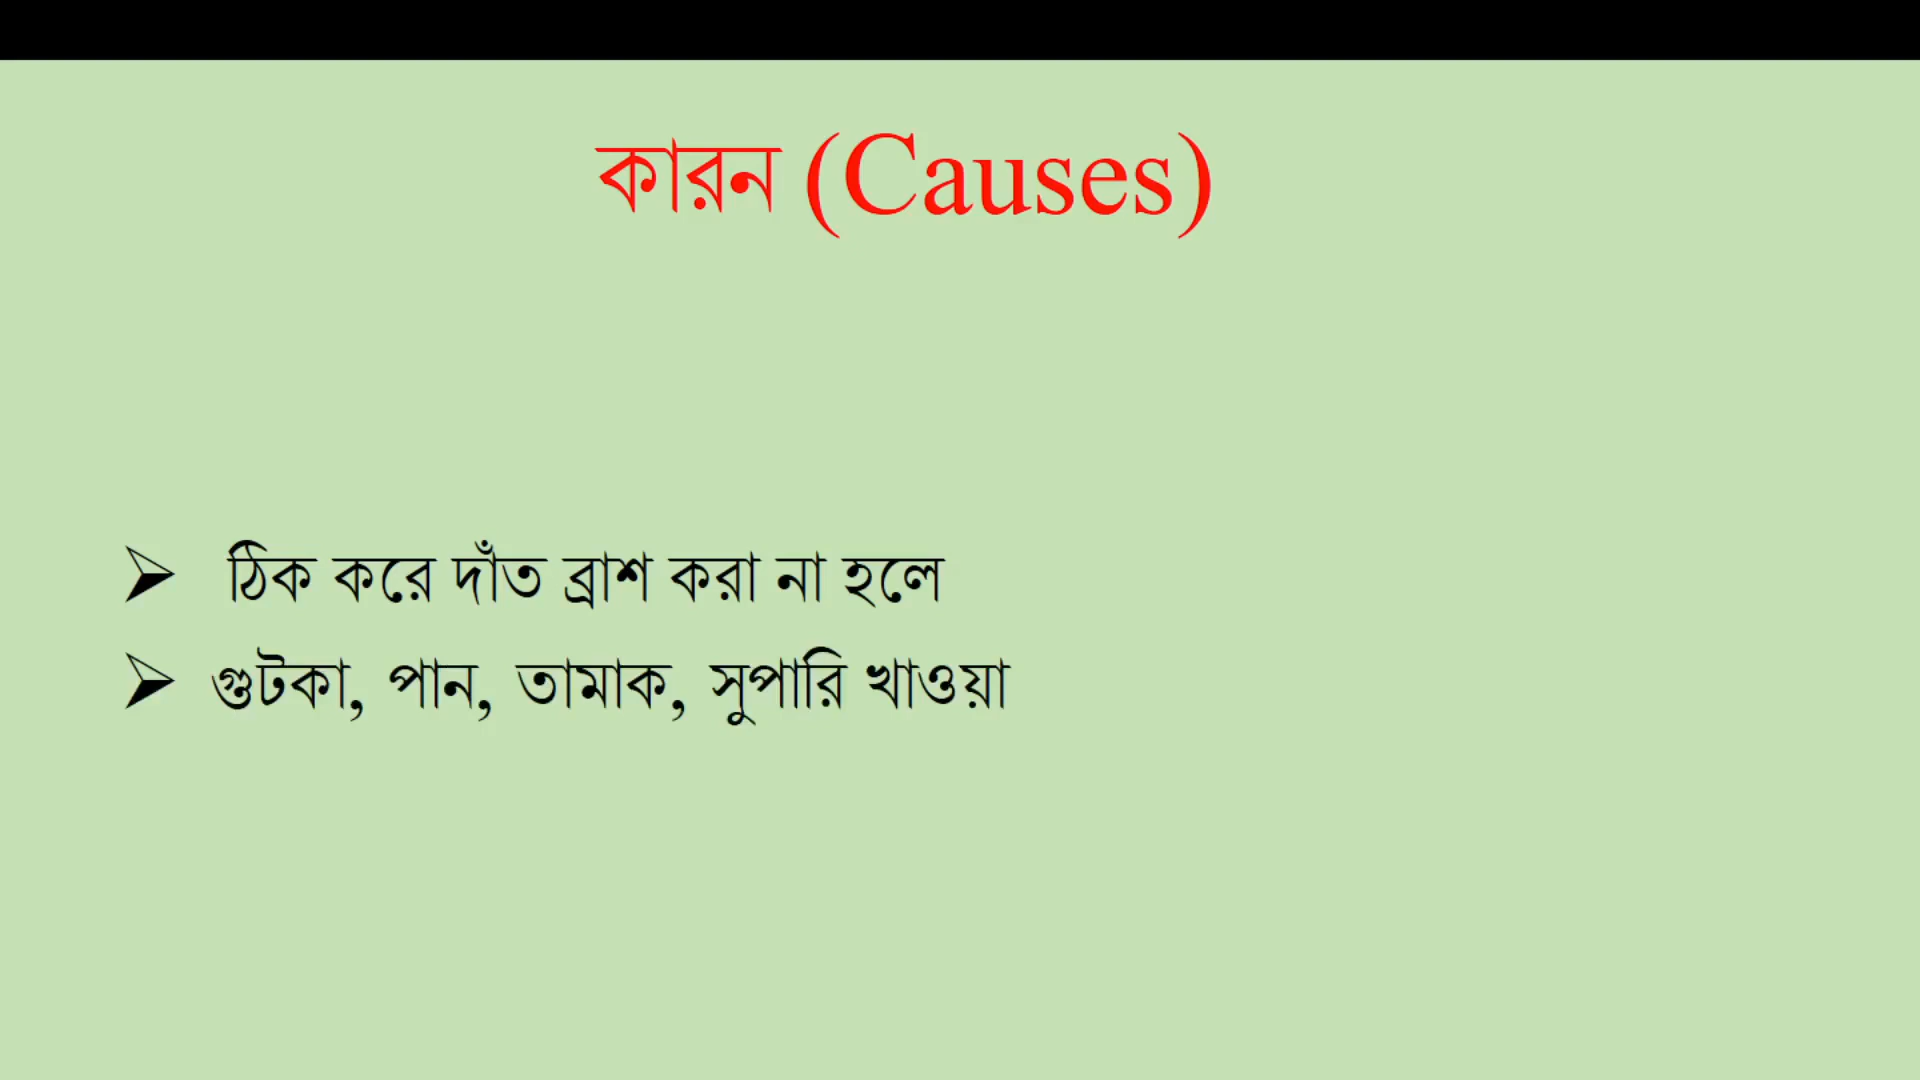 কারন (Causes)
➢ ঠিক করে দাঁত ব্রাশ করা না হলে
➢ গুটকা, পান, তামাক, সুপারি খাওয়া